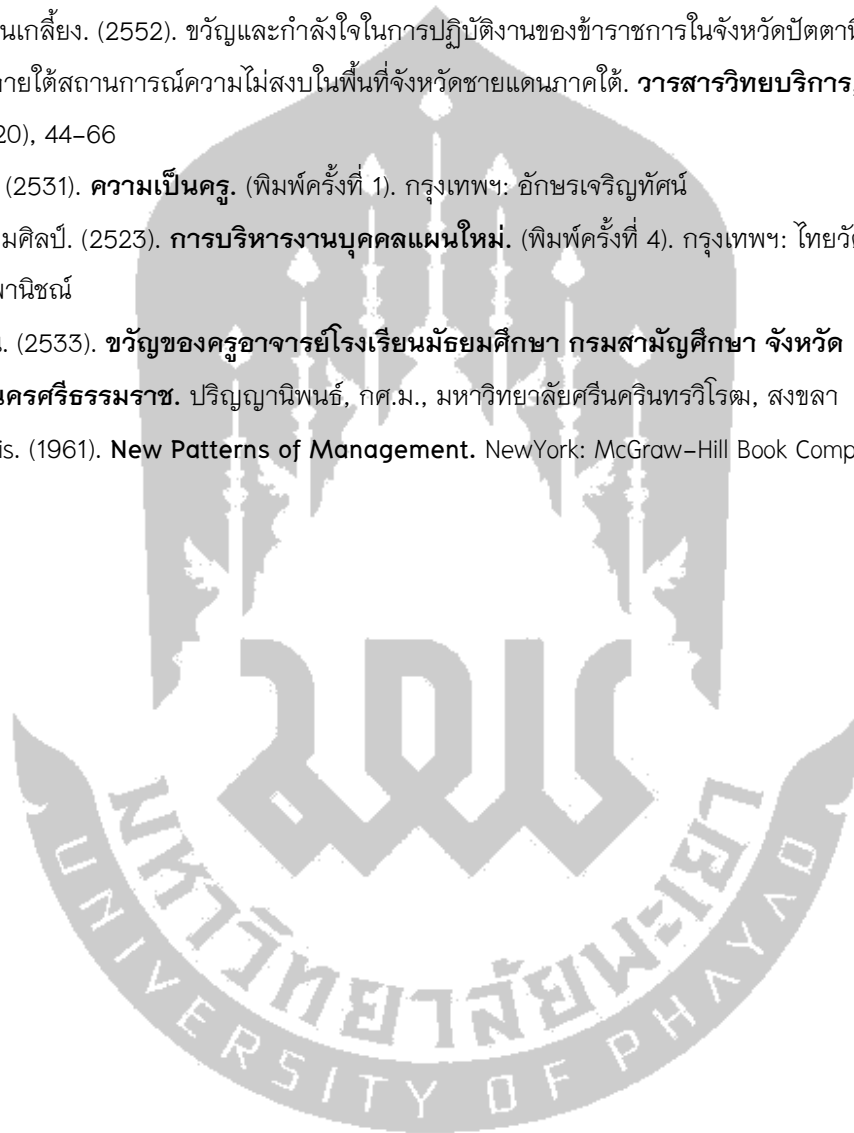 นเกลี้ยง. (2552). ขวัญและกำลังใจในการปฏิบัติงานของข้าราชการในจังหวัดปัตตานี
ภายใต้สถานการณ์ความไม่สงบในพื้นที่จังหวัดชายแดนภาคใต้. วารสารวิทยบริการ,
20), 44–66
(2531). ความเป็นครู. (พิมพ์ครั้งที่ 1). กรุงเทพฯ: อักษรเจริญทัศน์
มศิลป์. (2523). การบริหารงานบุคคลแผนใหม่. (พิมพ์ครั้งที่ 4). กรุงเทพฯ: ไทยวั
พานิชณ์
. (2533). ขวัญของครูอาจารย์โรงเรียนมัธยมศึกษา กรมสามัญศึกษา จังหวัด
นครศรีธรรมราช. ปริญญานิพนธ์, กศ.ม., มหาวิทยาลัยศรีนครินทรวิโรฒ, สงขลา
is. (1961). New Patterns of Management. NewYork: McGraw–Hill Book Comp
มหาวิทยาลัยพะเยา
UNIVERSITY OF PHAYAO